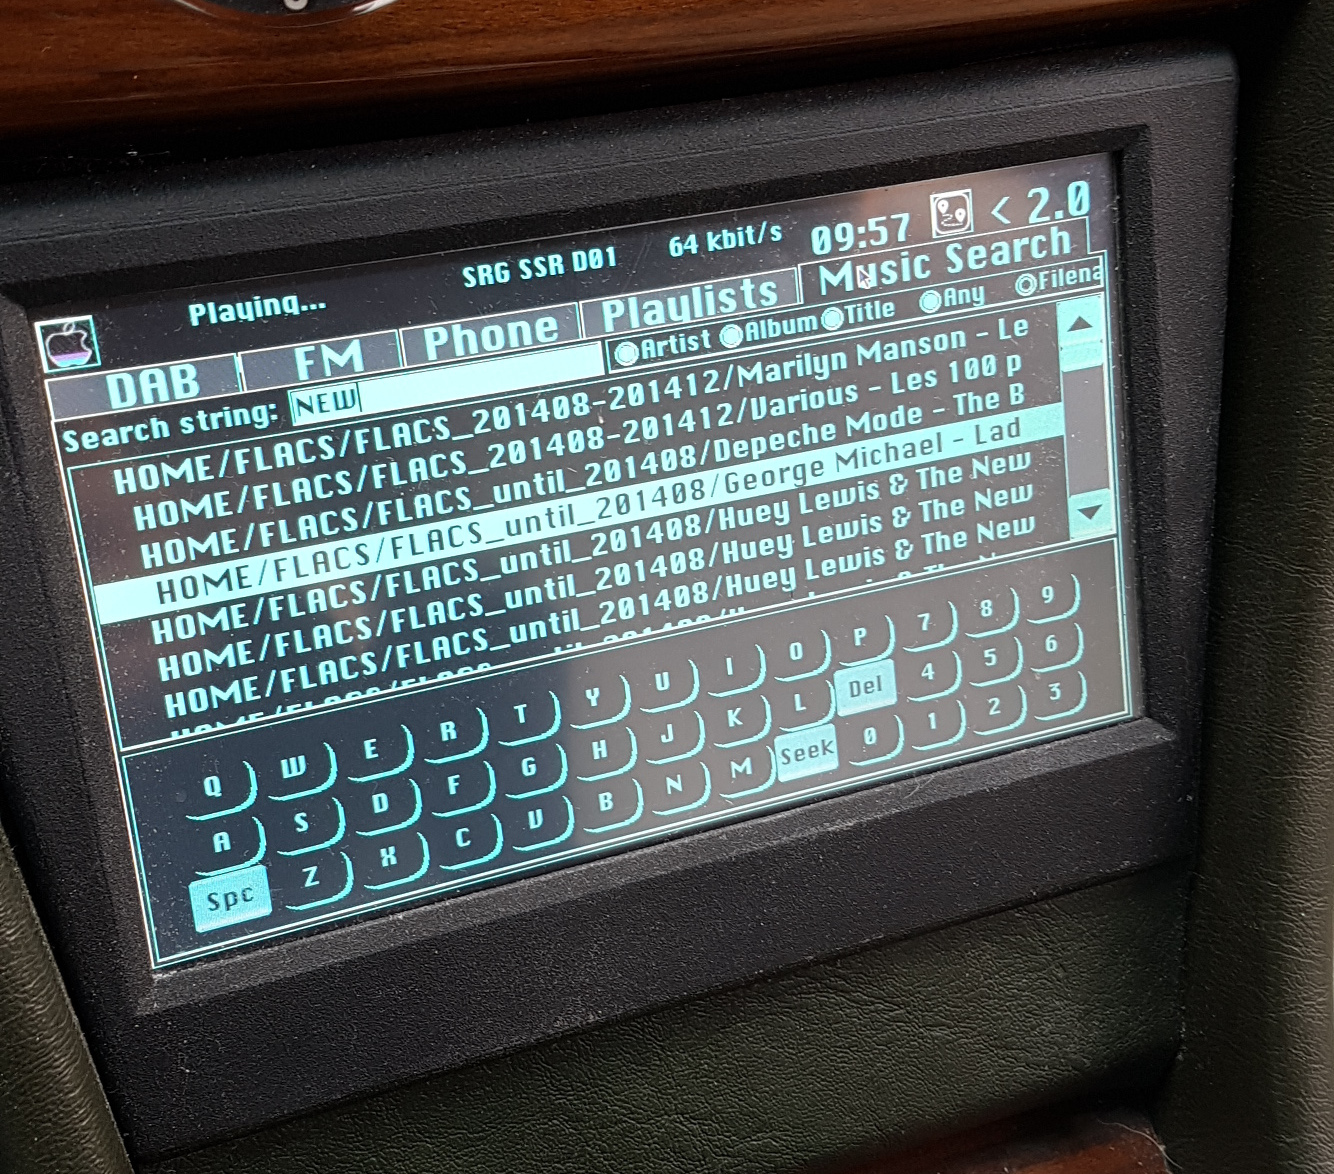 Playing...
SRG SSR D01
64 kbit/s
09:57
< 2.0
DAB
FM
Phone
Playlists
Music Search
Search string: NEW
Artist Album Title Any Filena
HOME/FLACS/FLACS_201408-201412/Marilyn Manson - Le
HOME/FLACS/FLACS_201408-201412/Various - Les 100 p
HOME/FLACS/FLACS_until_201408/Depeche Mode - The B
HOME/FLACS/FLACS_until_201408/George Michael - Lad
HOME/FLACS/FLACS_until_201408/Huey Lewis & The New
HOME/FLACS/FLACS_until_201408/Huey Lewis & The New
HOME/FLACS/FLACS_until_201408/Huey Lewis & The New
Q W E R T Y U I O P 7 8 9
A S D F G H J K L Del 4 5 6
Spc Z X C V B N M Seek 0 1 2 3